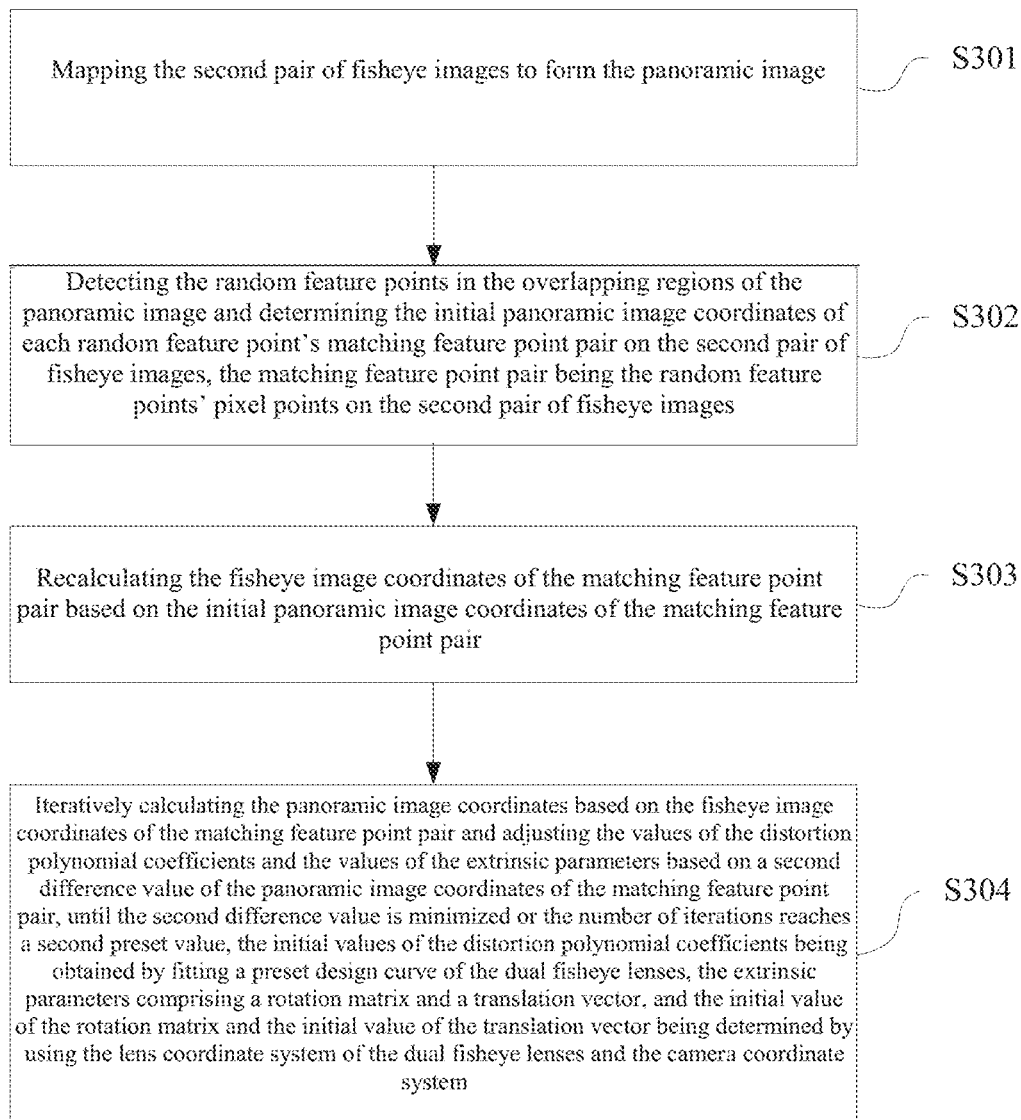 Mapping the second pair of fisheye images to form the panoramic image
S301
Detecting the random feature points in the overlapping regions of the
panoramic image and determining the initial panoramic image coordinates of
each random feature point's matching feature point pair on the second pair of
fisheye images, the matching feature point pair being the random feature
points' pixel points on the second pair of fisheye images
S302
Recalculating the fisheye image coordinates of the matching feature point
pair based on the initial panoramic image coordinates of the matching feature
point pair
S303
Iteratively calculating the panoramic image coordinates based on the fisheye image
coordinates of the matching feature point pair and adjusting the values of the distortion
polynomial coefficients and the values of the extrinsic parameters based on a second
difference value of the panoramic image coordinates of the matching feature point
pair, until the second difference value is minimized or the number of iterations reaches
a second preset value, the initial values of the distortion polynomial coefficients being
obtained by fitting a preset design curve of the dual fisheye lenses, the extrinsic
parameters comprising a rotation matrix and a translation vector, and the initial value
of the rotation matrix and the initial value of the translation vector being determined by
using the lens coordinate system of the dual fisheye lenses and the camera coordinate
system
S304